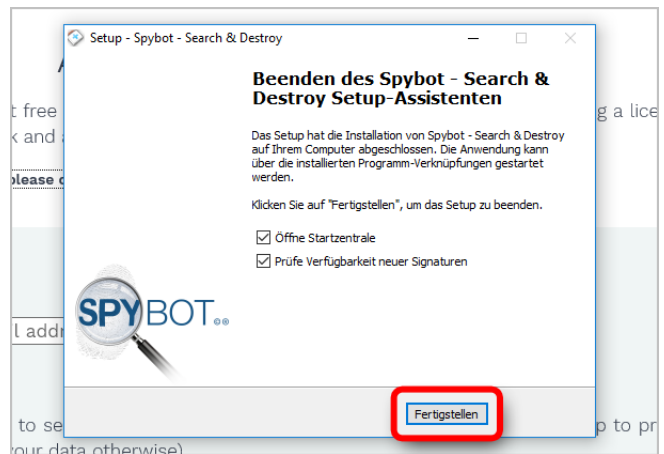 Setup - Spybot - Search & Destroy
Beenden des Spybot - Search &
Destroy Setup-Assistenten
t free
g a lice
Das Setup hat die Installation von Spybot - Search & Destroy
auf Ihrem Computer abgeschlossen. Die Anwendung kann
über die installierten Programm-Verknüpfungen gestartet
werden.
k and
please
Klicken Sie auf "Fertigstellen", um das Setup zu beenden.
Öffne Startzentrale
Prüfe Verfügbarkeit neuer Signaturen
SPYBOT
l addr
Fertigstellen
to se
p to pr
your data otherwise)